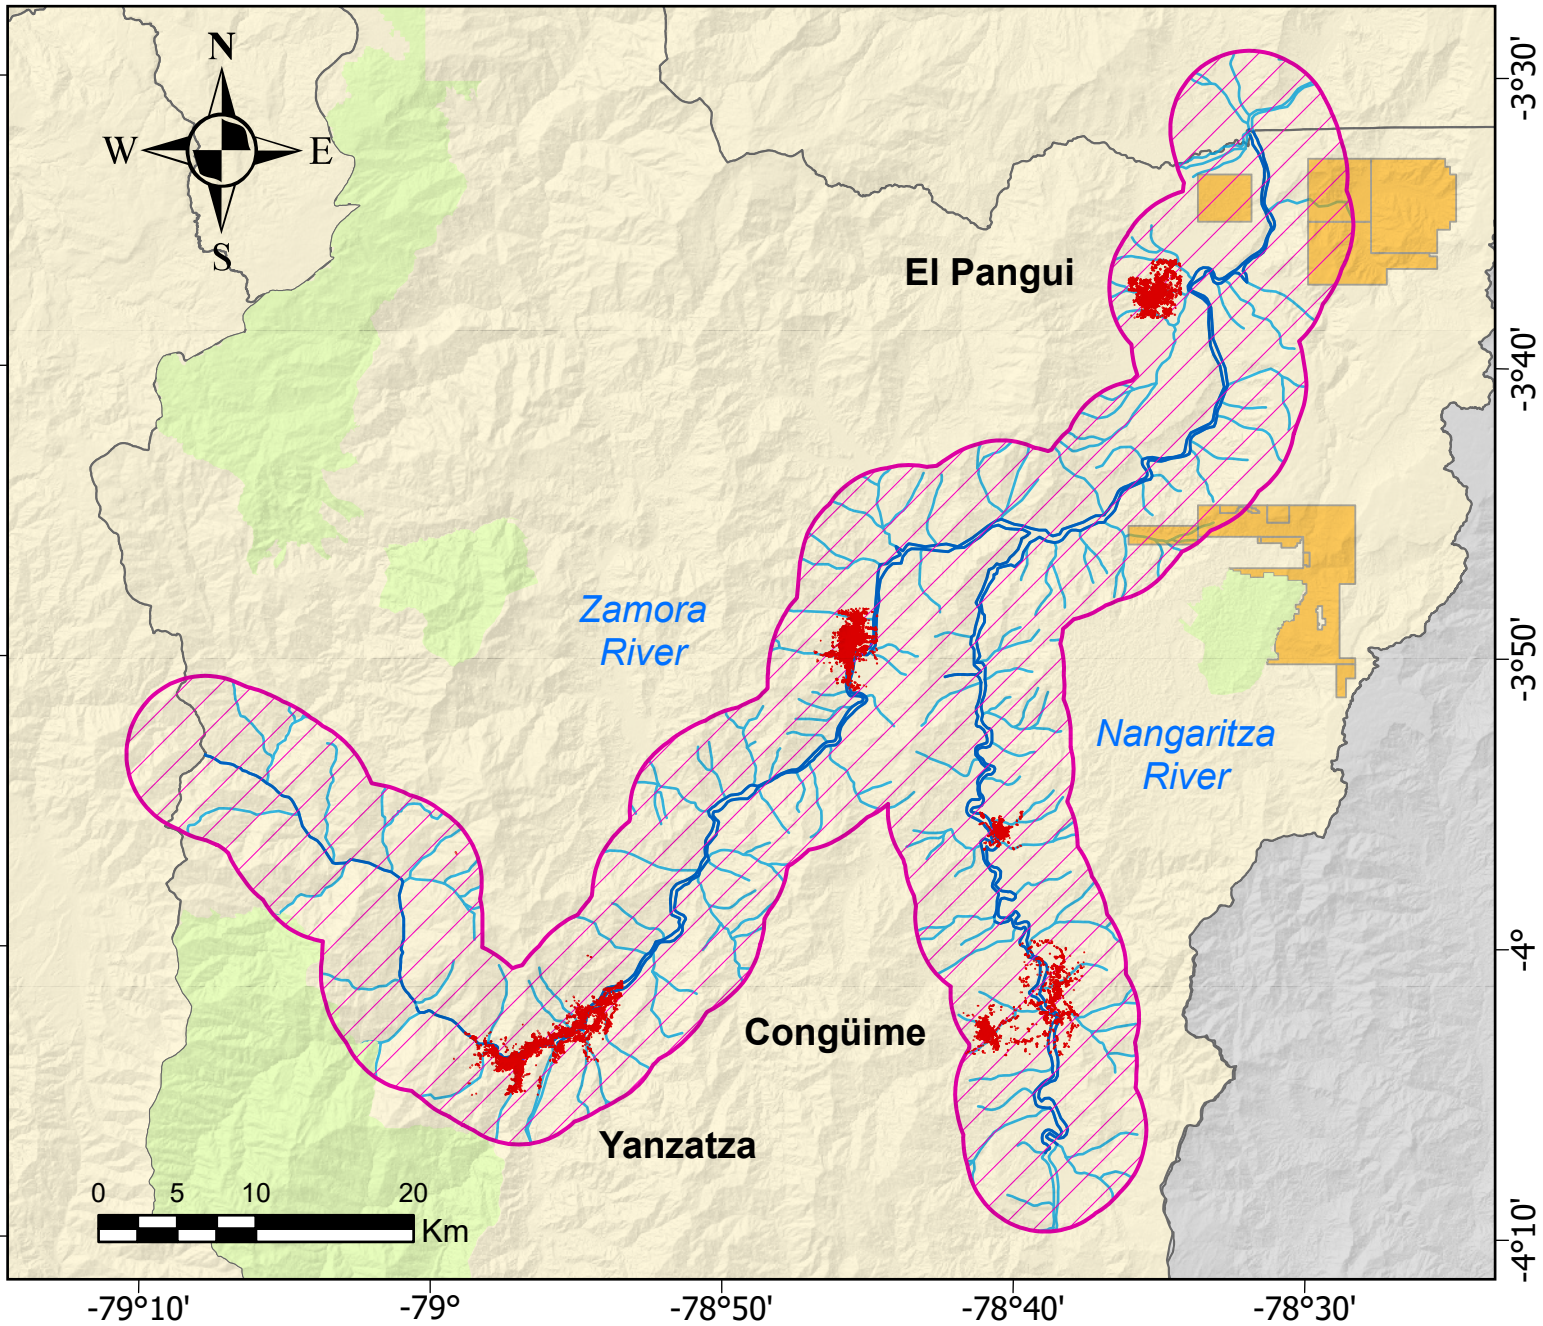 N
W
E
S
-3°30'
El Pangui
-3°40'
Zamora
River
-3°50'
Nangaritza
River
-4°
Congüime
Yanzatza
0 5 10 20
Km
-4°10'
-79°10' -79° -78°50' -78°40' -78°30'